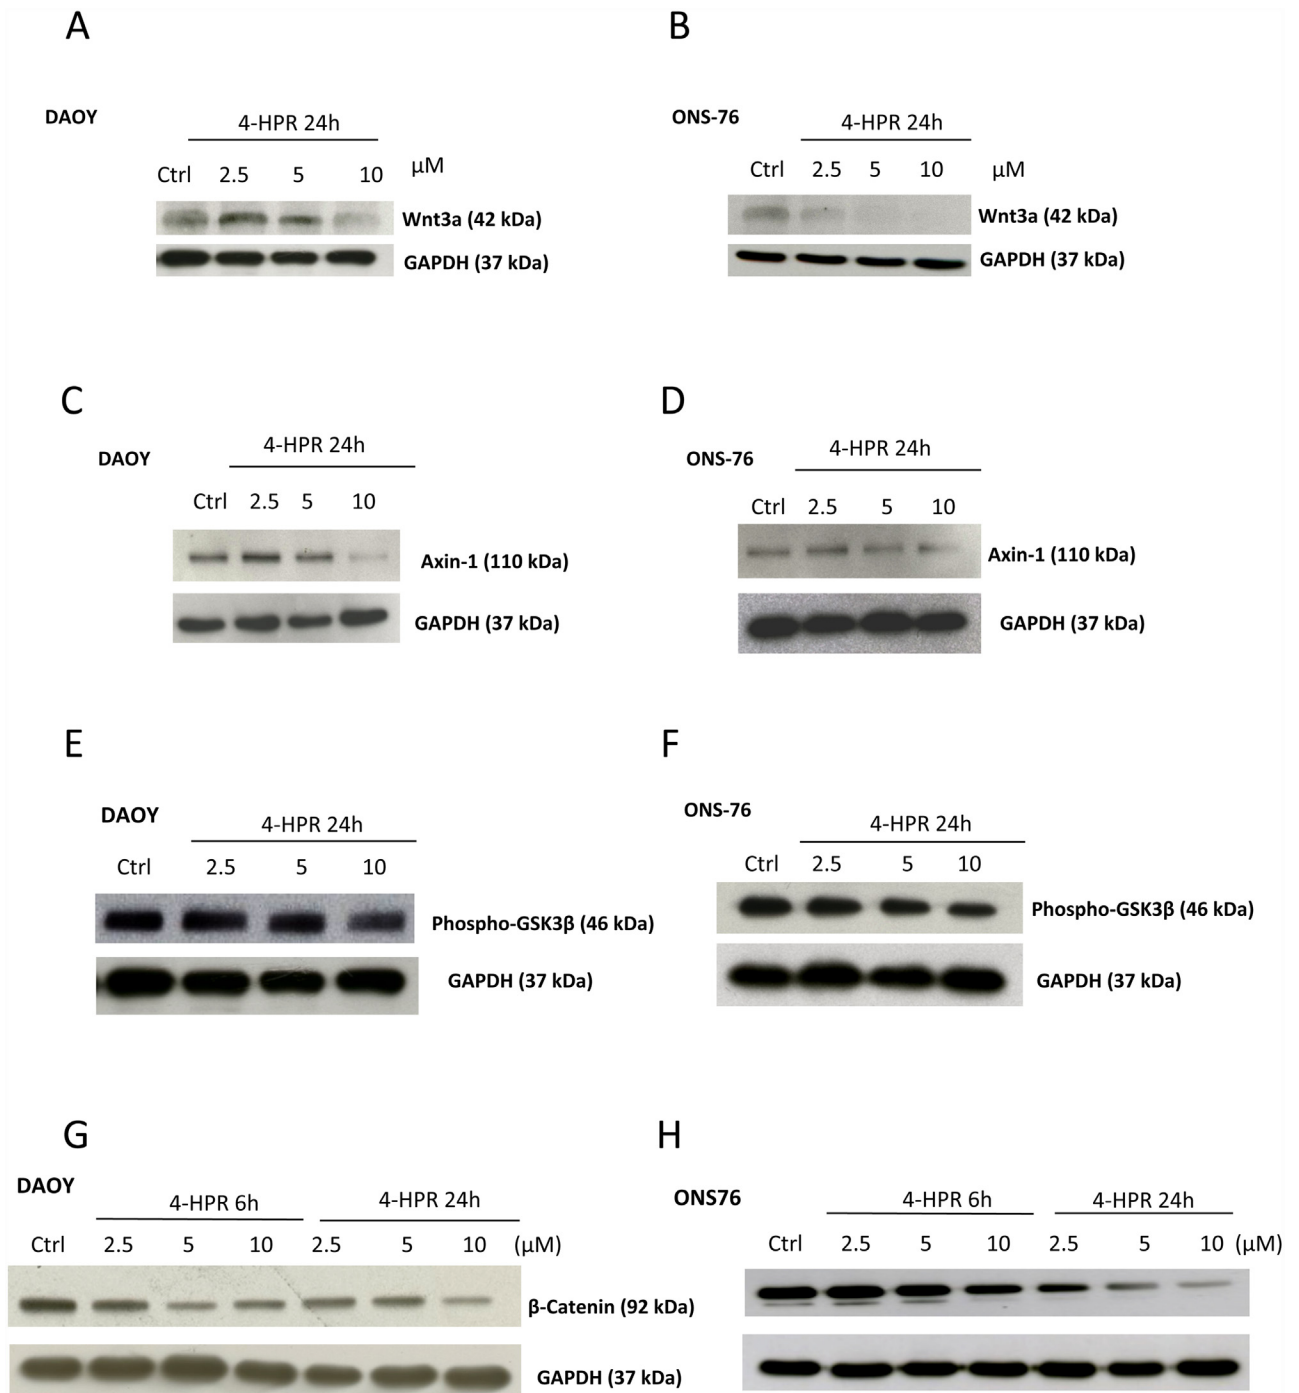 A
B
DAOY
4-HPR 24h
Ctrl 2.5 5 10 μM
Wnt3a (42 kDa)
GAPDH (37 kDa)
ONS-76
4-HPR 24h
Ctrl 2.5 5 10 μM
Wnt3a (42 kDa)
GAPDH (37 kDa)
C
D
DAOY
4-HPR 24h
Ctrl 2.5 5 10
Axin-1 (110 kDa)
GAPDH (37 kDa)
ONS-76
4-HPR 24h
Ctrl 2.5 5 10
Axin-1 (110 kDa)
GAPDH (37 kDa)
E
F
DAOY
4-HPR 24h
Ctrl 2.5 5 10
Phospho-GSK3β (46 kDa)
GAPDH (37 kDa)
ONS-76
4-HPR 24h
Ctrl 2.5 5 10
Phospho-GSK3β (46 kDa)
GAPDH (37 kDa)
G
H
DAOY
4-HPR 6h 4-HPR 24h
Ctrl 2.5 5 10 2.5 5 10 (μM)
β-Catenin (92 kDa)
GAPDH (37 kDa)
ONS76
4-HPR 6h 4-HPR 24h
Ctrl 2.5 5 10 2.5 5 10 (μM)